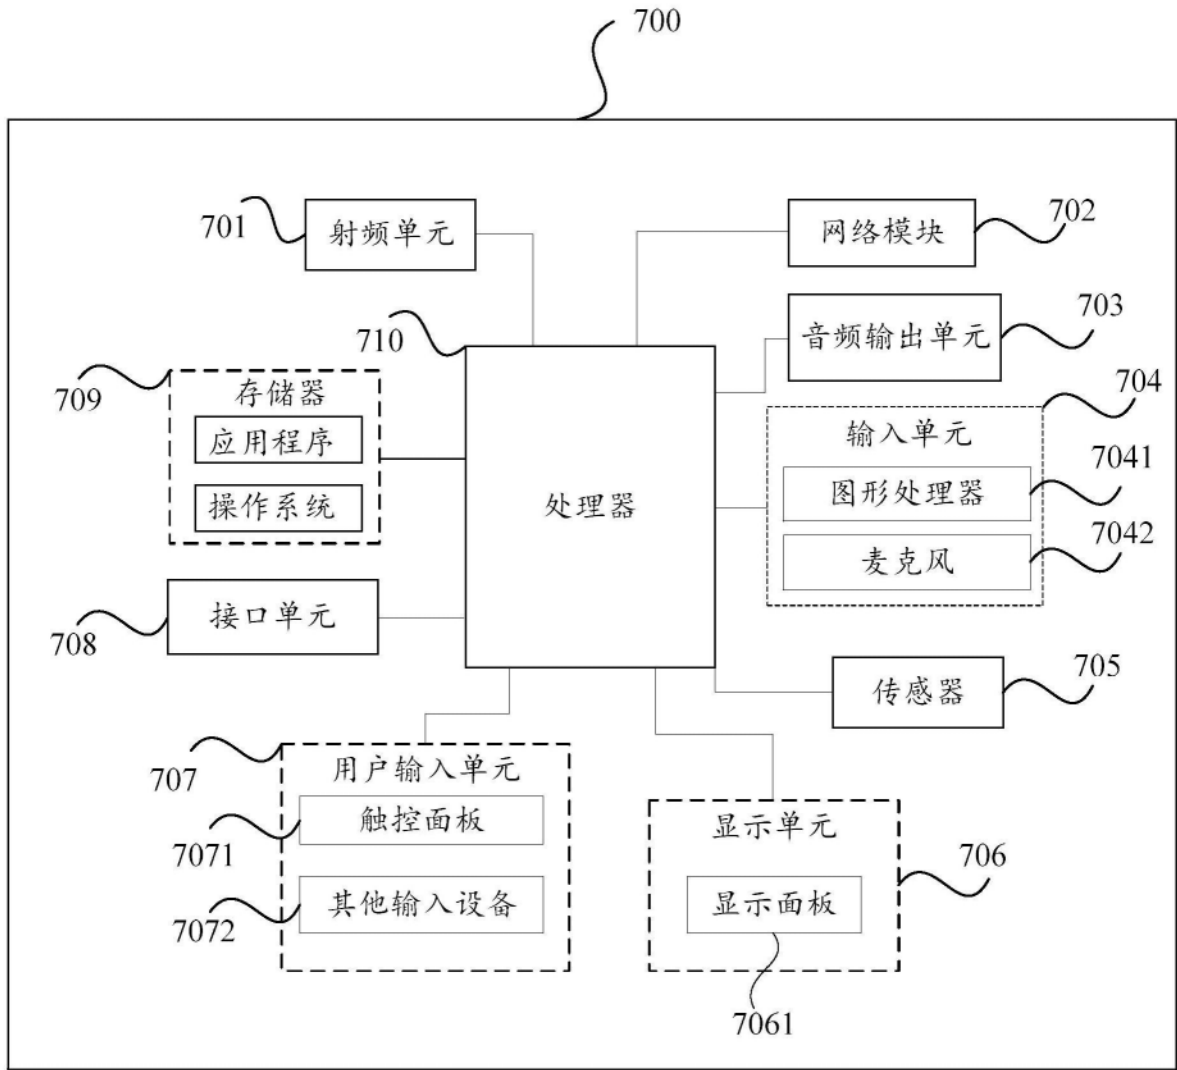 700
701
射频单元
网络模块
702
710
音频输出单元
703
709
存储器
应用程序
操作系统
704
输入单元
图形处理器
7041
麦克风
7042
处理器
708
接口单元
传感器
705
707
用户输入单元
触控面板
7071
其他输入设备
7072
显示单元
706
显示面板
7061